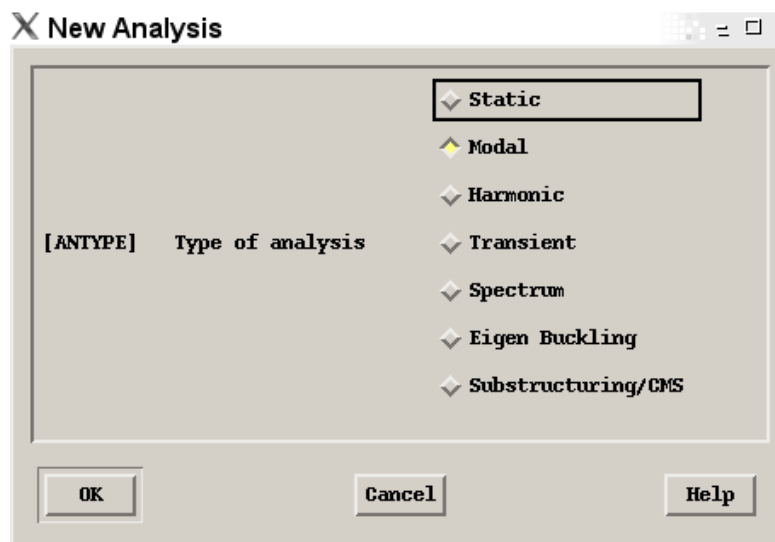 New Analysis
Static
Modal
Harmonic
[ANTYPE] Type of analysis
Transient
Spectrum
Eigen Buckling
Substructuring/CMS
OK Cancel Help